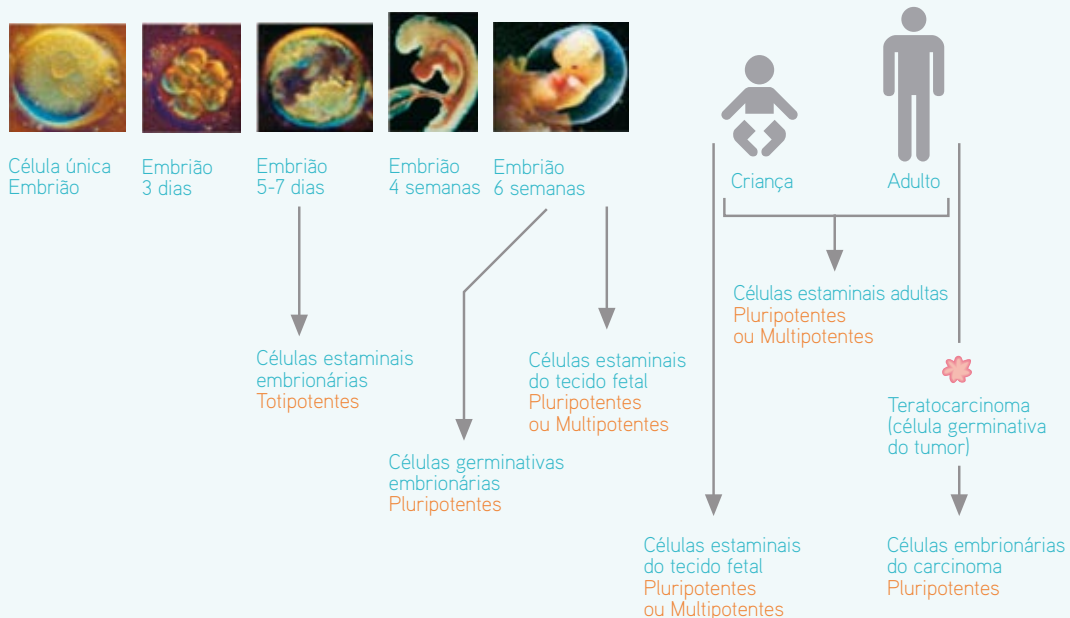 Célula única
Embrião
Embrião
3 dias
Embrião
5-7 dias
Embrião
4 semanas
Embrião
6 semanas
Criança
Adulto
Células estaminais adultas
Pluripotentes
ou Multipotentes
Células estaminais
embrionárias
Totipotentes
Células estaminais
do tecido fetal
Pluripotentes
ou Multipotentes
Teratocarcinoma
(célula germinativa
do tumor)
Células germinativas
embrionárias
Pluripotentes
Células estaminais
do tecido fetal
Pluripotentes
ou Multipotentes
Células embrionárias
do carcinoma
Pluripotentes